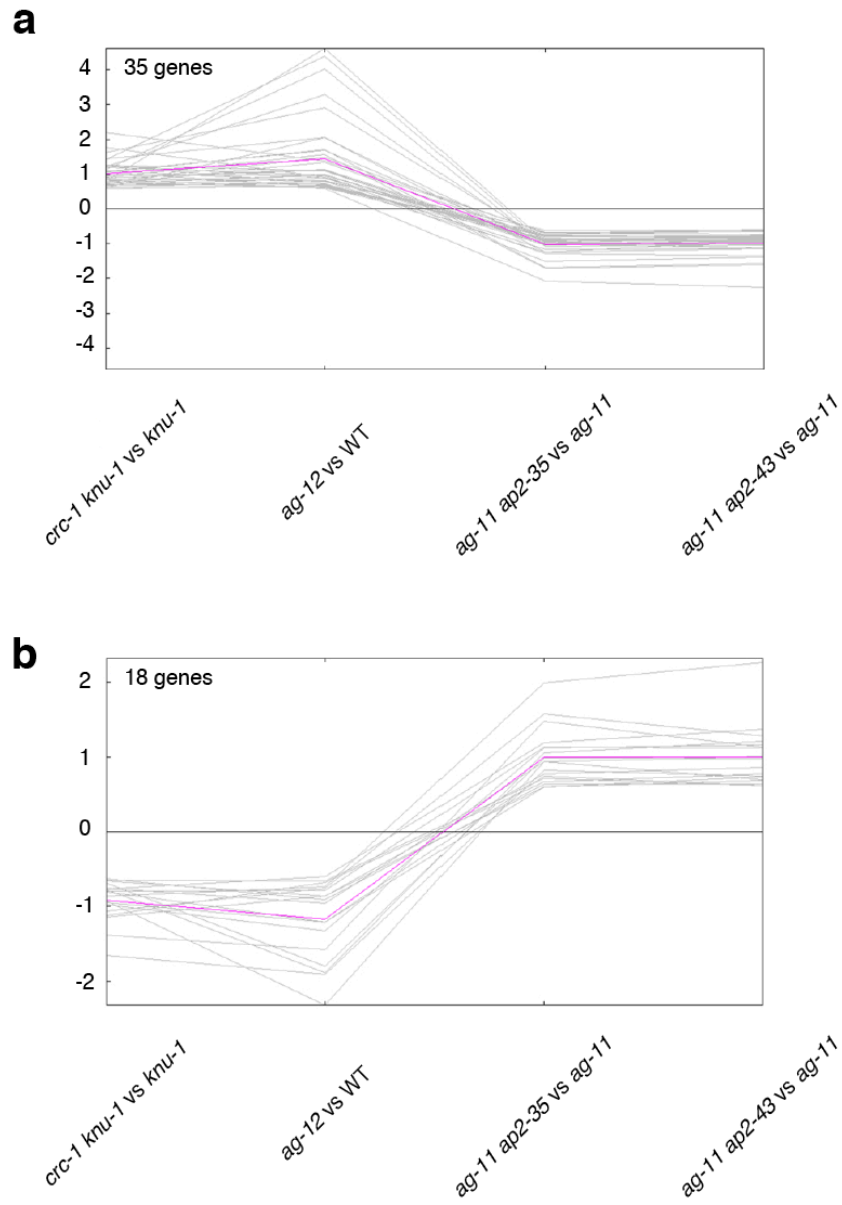 a
35 genes
4
3
2
1
0
-1
-2
-3
-4
crc-1 knu-1 vs knu-1
ag-12 vs WT
ag-11 ap2-35 vs ag-11
ag-11 ap2-43 vs ag-11
b
18 genes
2
1
0
-1
-2
crc-1 knu-1 vs knu-1
ag-12 vs WT
ag-11 ap2-35 vs ag-11
ag-11 ap2-43 vs ag-11